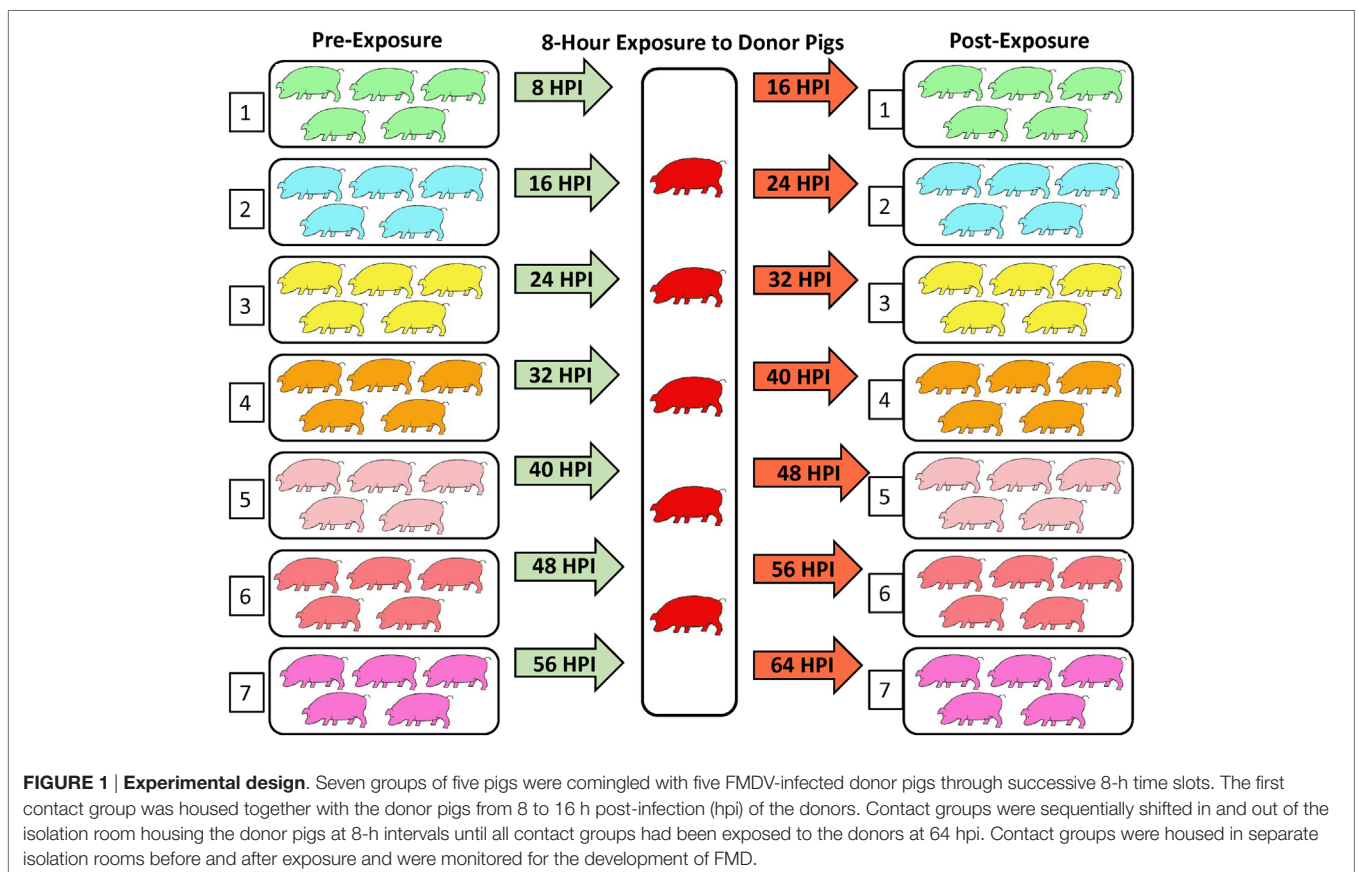 Pre-Exposure
8-Hour Exposure to Donor Pigs
Post-Exposure
1
8 HPI
16 HPI
1
2
16 HPI
24 HPI
2
3
24 HPI
32 HPI
3
4
32 HPI
40 HPI
4
5
40 HPI
48 HPI
5
6
48 HPI
56 HPI
6
7
56 HPI
64 HPI
7
FIGURE 1 | Experimental design. Seven groups of five pigs were comingled with five FMDV-infected donor pigs through successive 8-h time slots. The first
contact group was housed together with the donor pigs from 8 to 16 h post-infection (hpi) of the donors. Contact groups were sequentially shifted in and out of the
isolation room housing the donor pigs at 8-h intervals until all contact groups had been exposed to the donors at 64 hpi. Contact groups were housed in separate
isolation rooms before and after exposure and were monitored for the development of FMD.